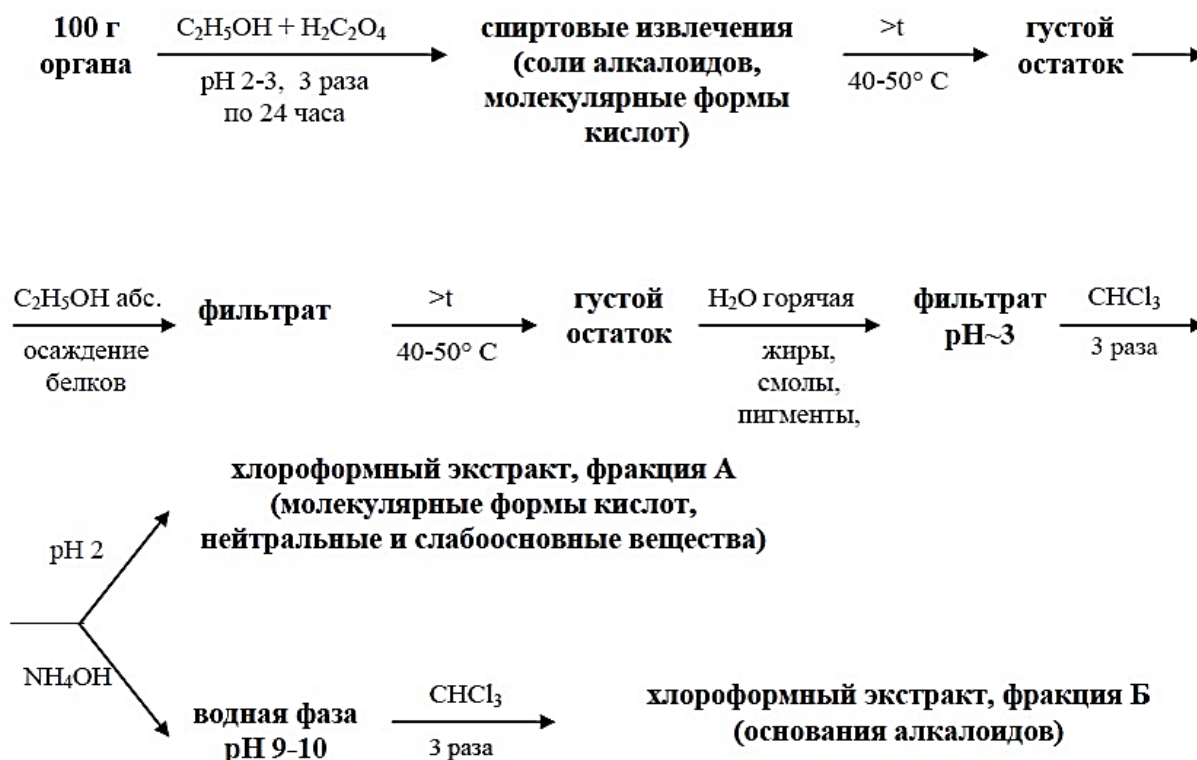 100 г
органа
C₂H₅OH + H₂C₂O₄
pH 2-3, 3 раза
по 24 часа
спиртовые извлечения
(соли алкалоидов,
молекулярные формы
кислот)
>t
40-50° C
густой
остаток
C₂H₅OH абс.
осаждение
белков
фильтрат
>t
40-50° C
густой
остаток
H₂O горячая
жиры,
смолы,
пигменты,
фильтрат
pH~3
CHCl₃
3 раза
хлороформный экстракт, фракция А
(молекулярные формы кислот,
нейтральные и слабоосновные вещества)
pH 2
NH₄OH
водная фаза
pH 9-10
CHCl₃
3 раза
хлороформный экстракт, фракция Б
(основания алкалоидов)